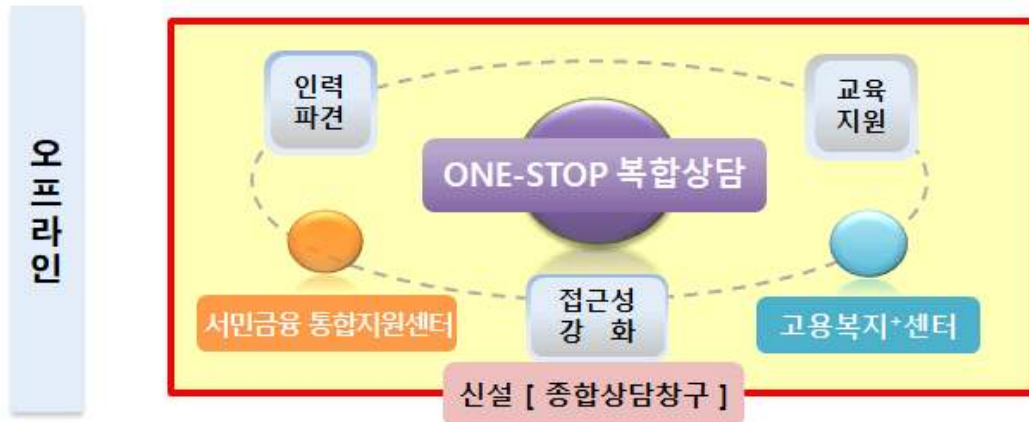 오프라인
인력
파견
교육
지원
ONE-STOP 복합상담
서민금융 통합지원센터
접근성
강 화
고용복지⁺센터
신설 [ 종합상담창구 ]